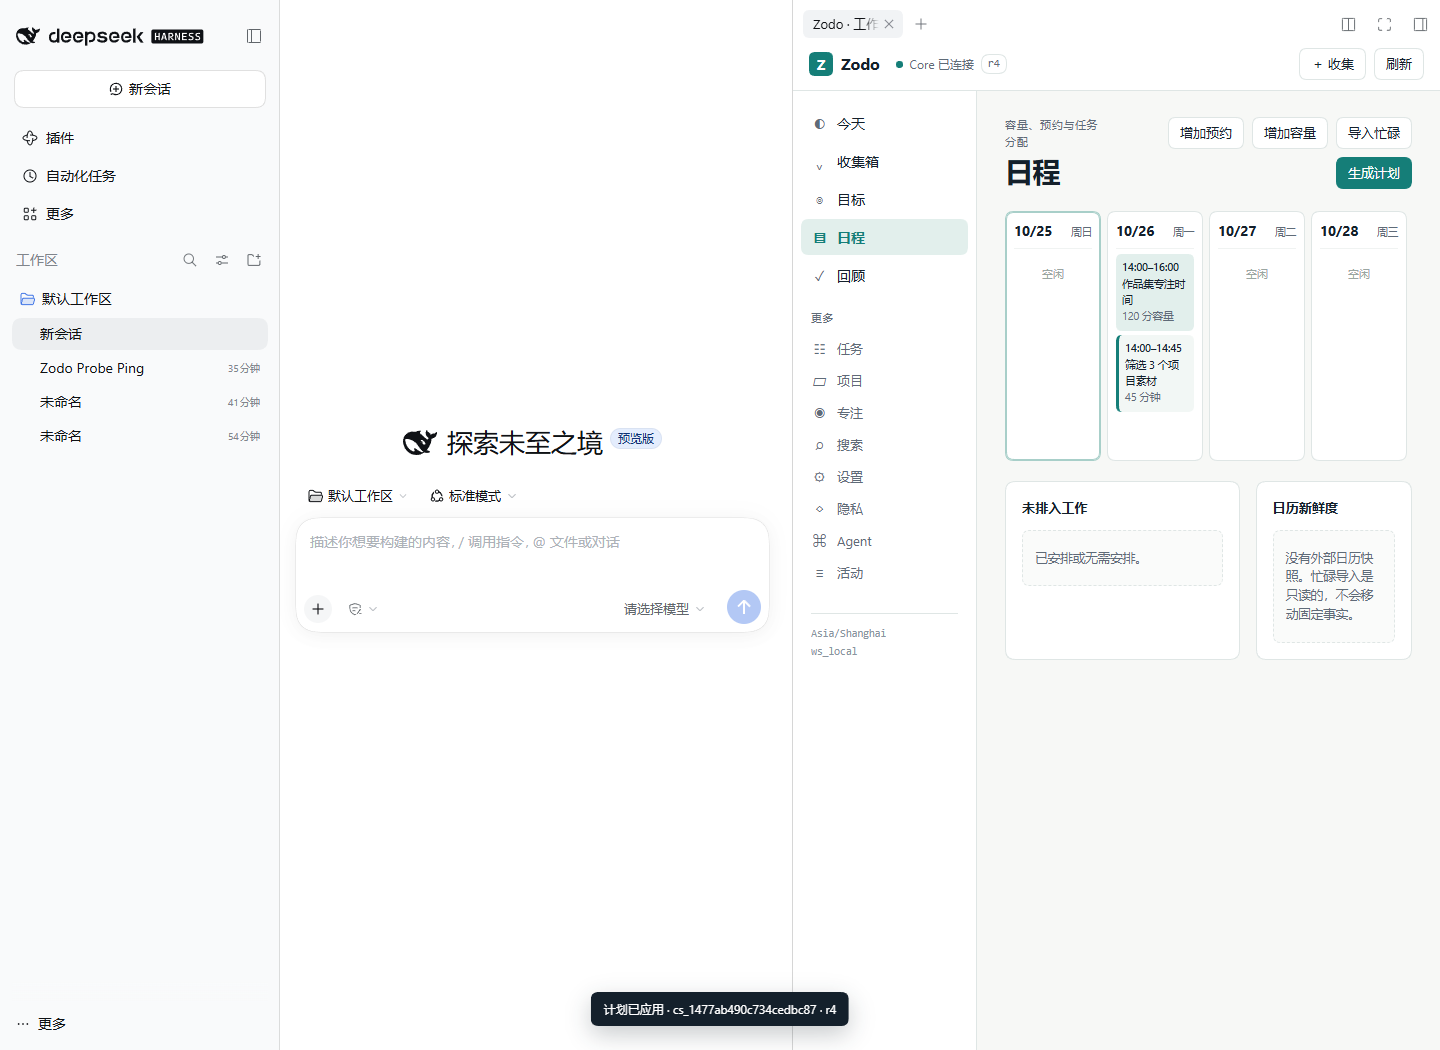 deepseek HARNESS
新会话
插件
自动化任务
更多
工作区
默认工作区
新会话
Zodo Probe Ping 35分钟
未命名 41分钟
未命名 54分钟
更多
探索未至之境 预览版
默认工作区 标准模式
描述你想要构建的内容, / 调用指令, @ 文件或对话
请选择模型
Zodo · 工作
Z Zodo Core 已连接 r4
+ 收集 刷新
今天
收集箱
目标
日程
回顾
更多
任务
项目
专注
搜索
设置
隐私
Agent
活动
Asia/Shanghai
ws_local
容量、预约与任务
分配
日程
增加预约 增加容量 导入忙碌
生成计划
10/25 周日
空闲
10/26 周一
14:00–16:00
作品集专注时
间
120 分容量
14:00–14:45
筛选 3 个项
目素材
45 分钟
10/27 周二
空闲
10/28 周三
空闲
未排入工作
已安排或无需安排。
日历新鲜度
没有外部日历快
照。忙碌导入是
只读的，不会移
动固定事实。
计划已应用 · cs_1477ab490c734cedbc87 · r4